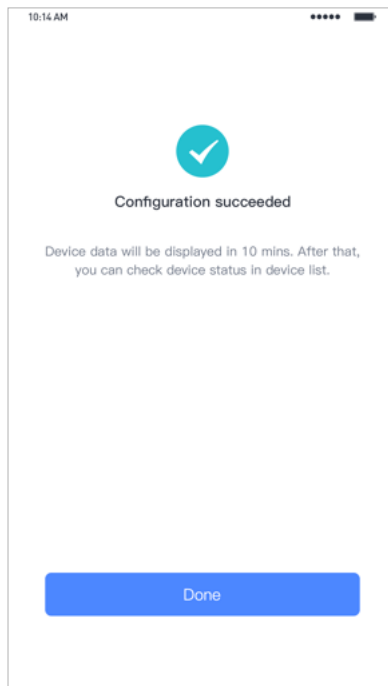 10:14 AM
Configuration succeeded
Device data will be displayed in 10 mins. After that,
you can check device status in device list.
Done